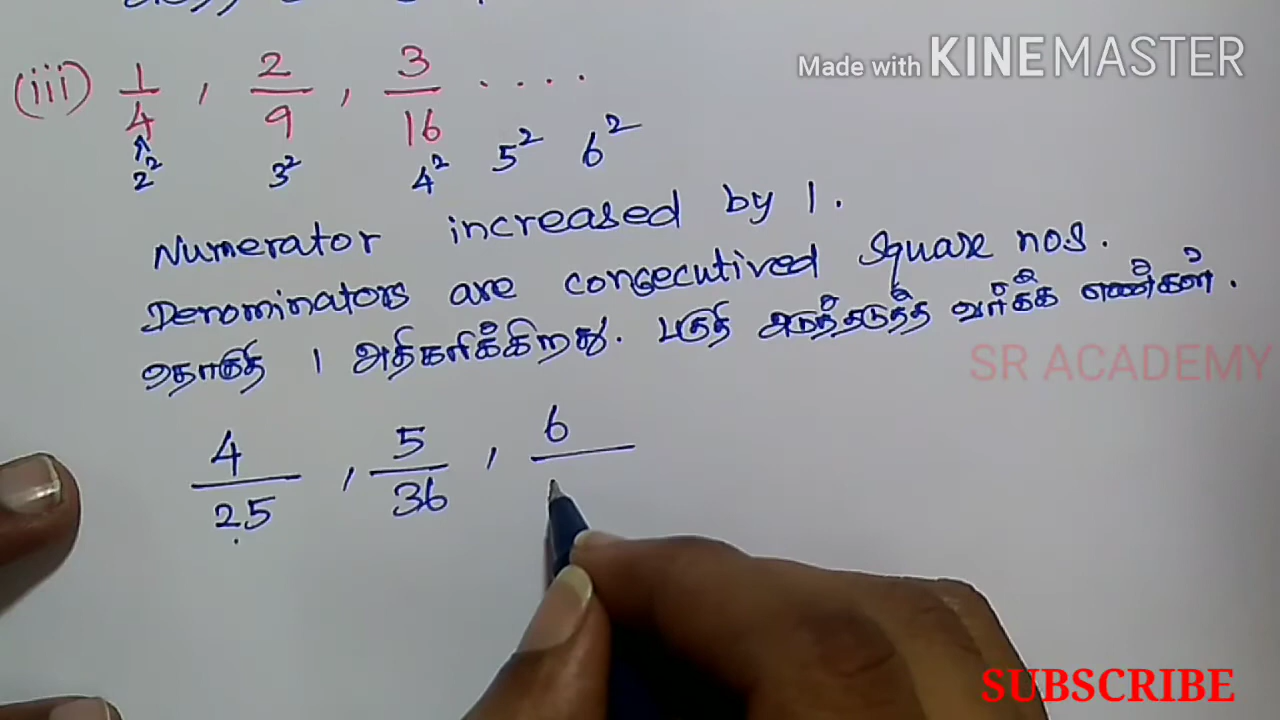 Made with KINEMASTER
(iii) 1/4 , 2/9 , 3/16 ....
2² 3² 4² 5² 6²
Numerator increased by 1.
Denominators are consecutived square nos.
தொகுதி 1 அதிகரிக்கிறது. பகுதி அடுத்தடுத்த வர்க்க எண்கள்.
SR ACADEMY
4/25 , 5/36 , 6/
SUBSCRIBE